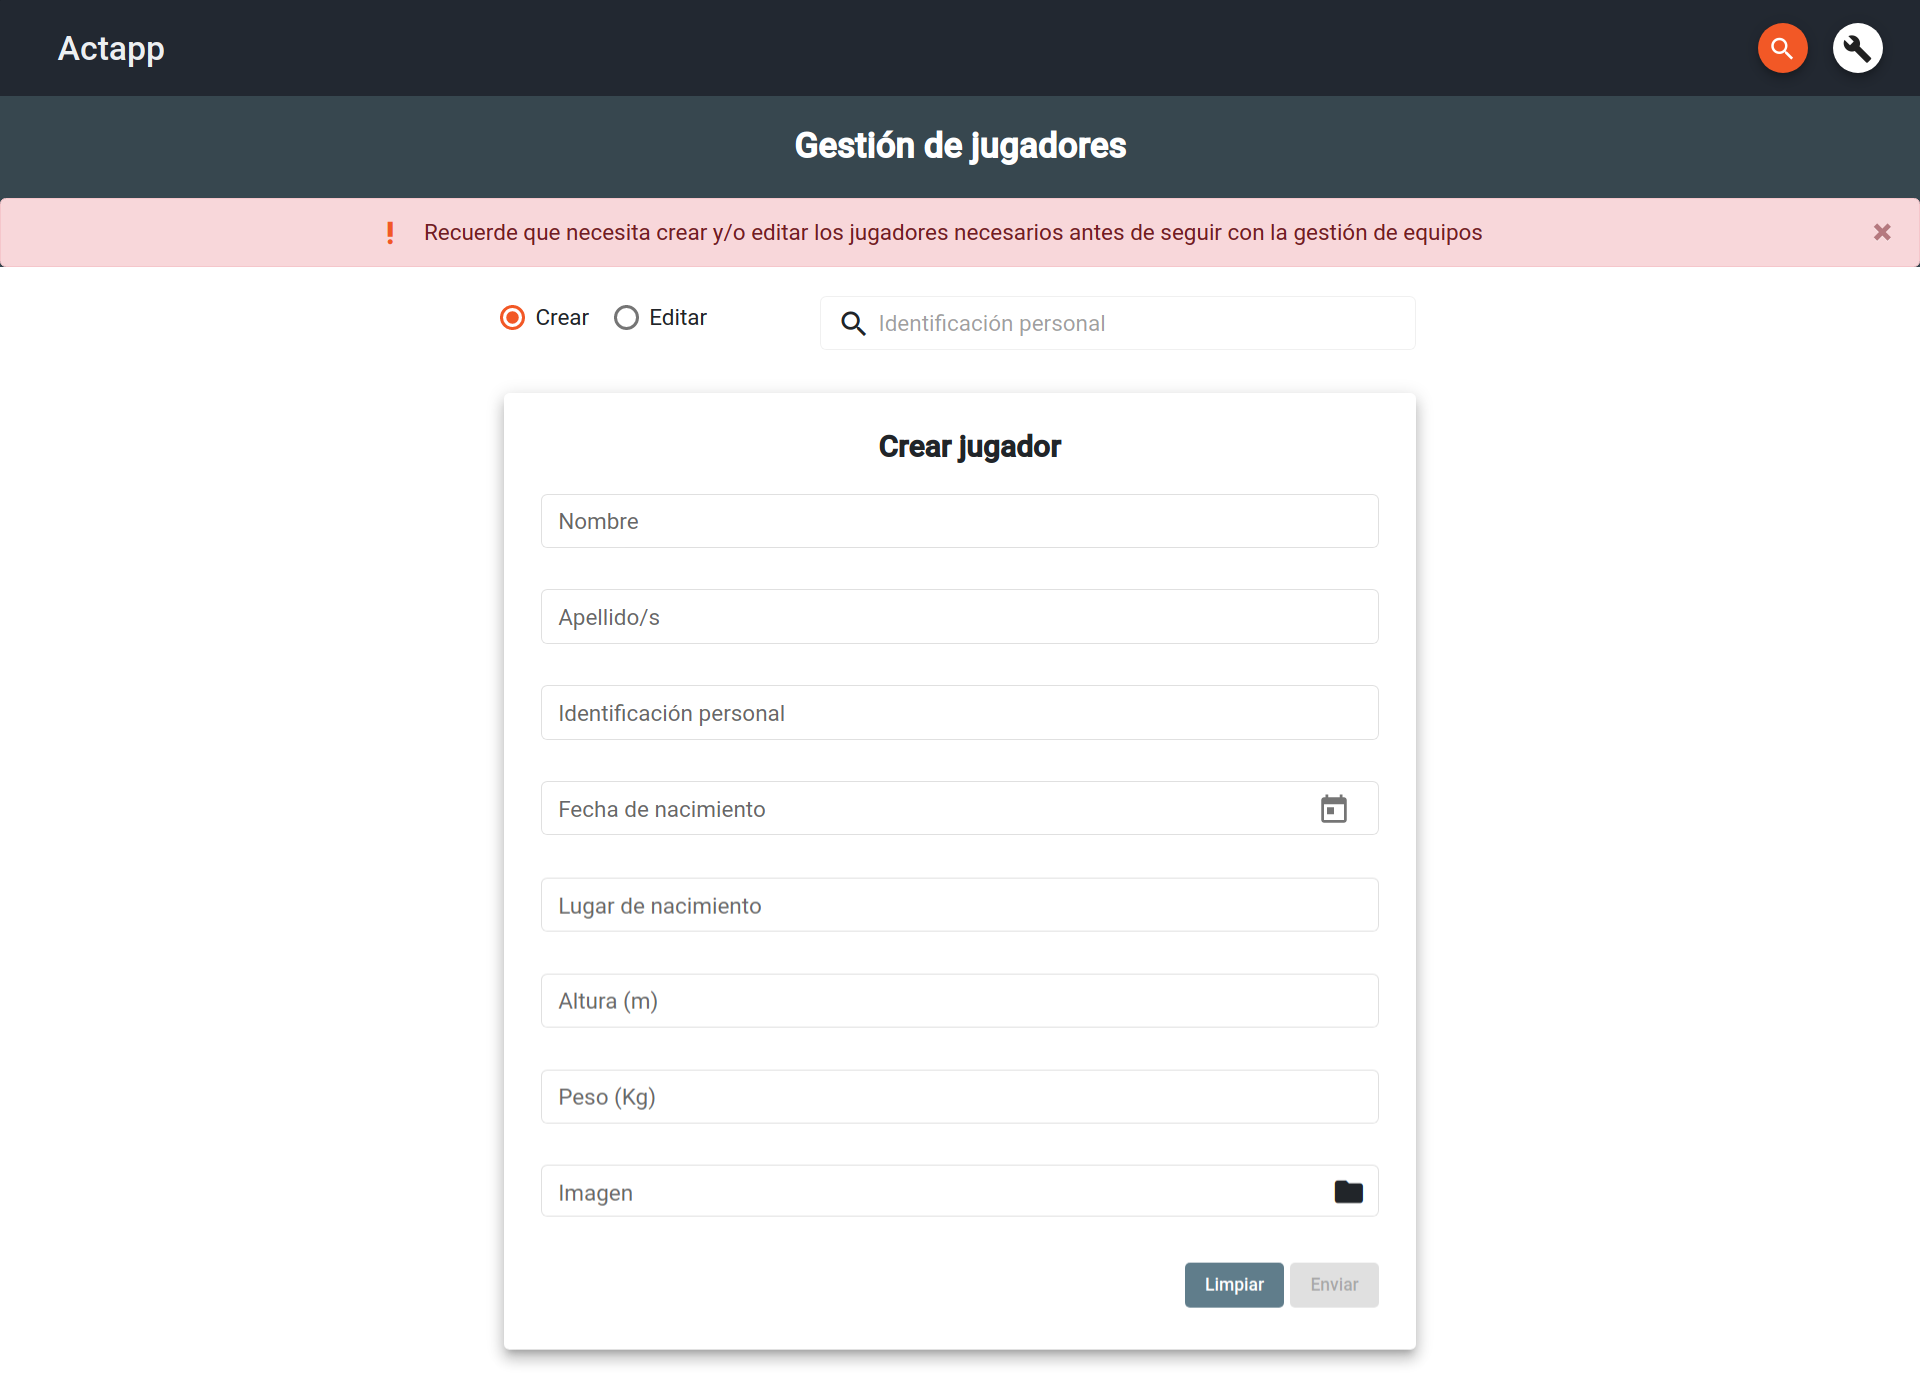 Actapp
Gestión de jugadores
Recuerde que necesita crear y/o editar los jugadores necesarios antes de seguir con la gestión de equipos
Crear Editar Identificación personal
Crear jugador
Nombre
Apellido/s
Identificación personal
Fecha de nacimiento
Lugar de nacimiento
Altura (m)
Peso (Kg)
Imagen
Limpiar Enviar